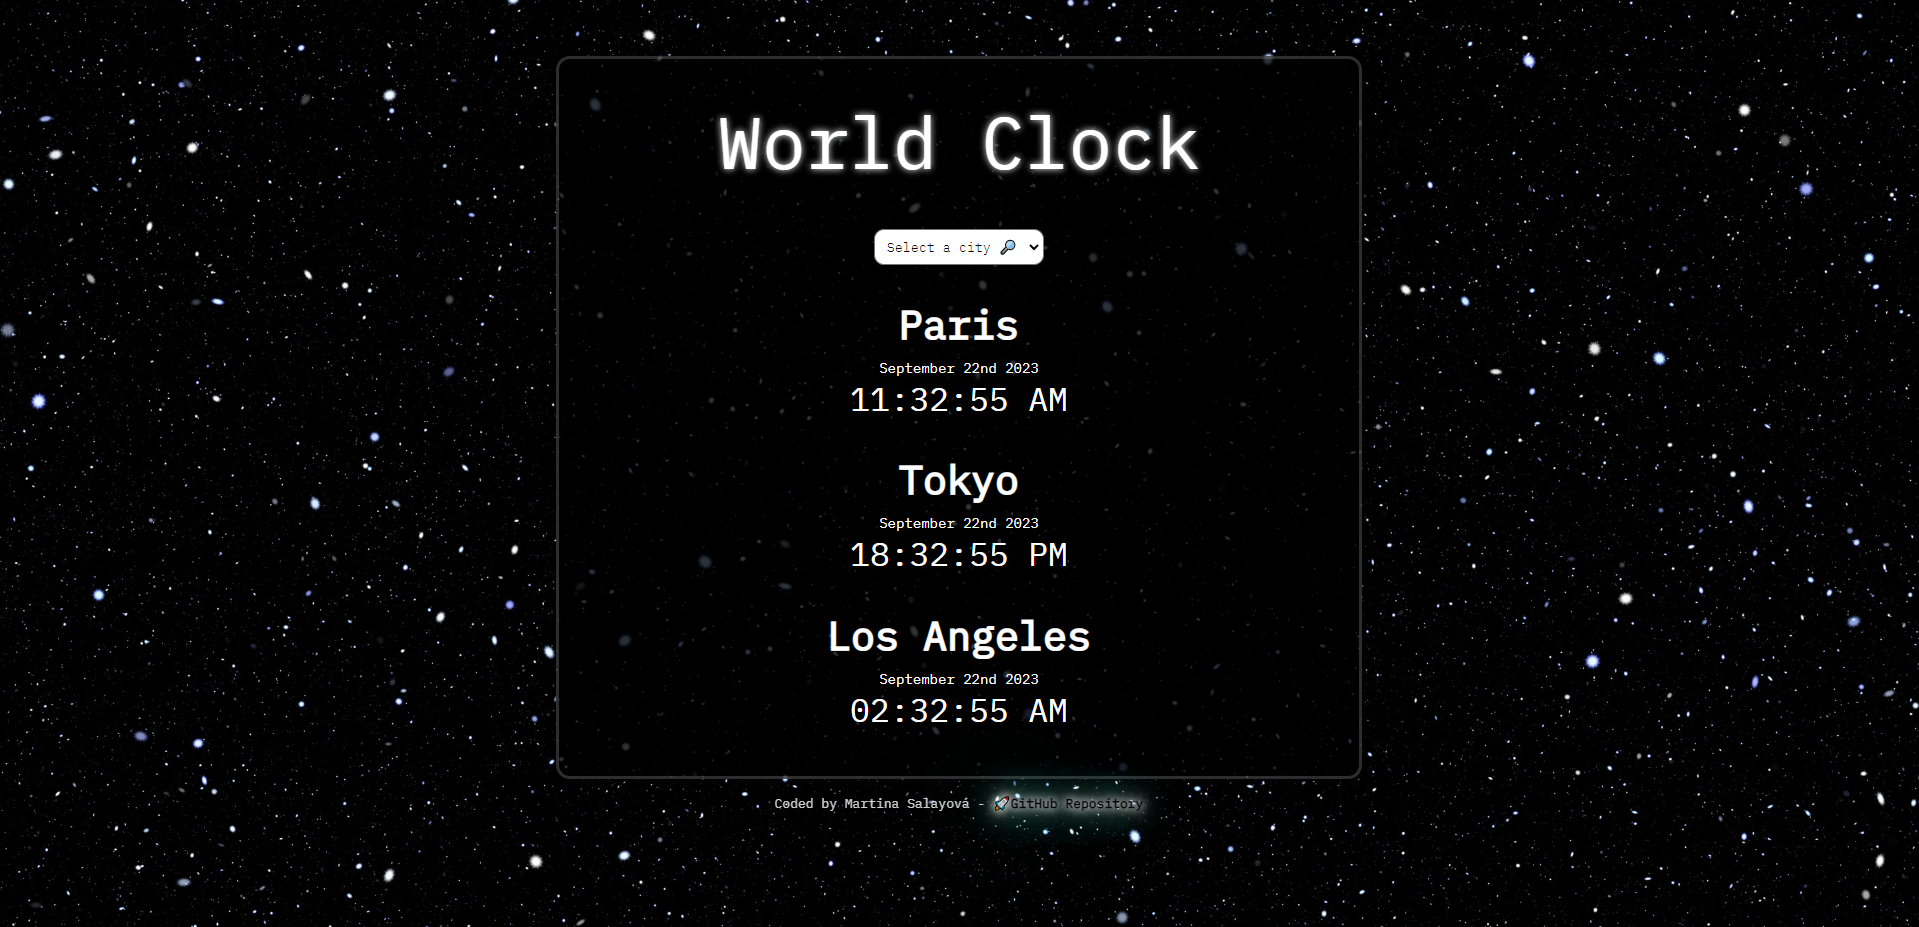 World Clock
Select a city 🔎
Paris
September 22nd 2023
11:32:55 AM
Tokyo
September 22nd 2023
18:32:55 PM
Los Angeles
September 22nd 2023
02:32:55 AM
Coded by Martina Salayová - 🚀GitHub Repository